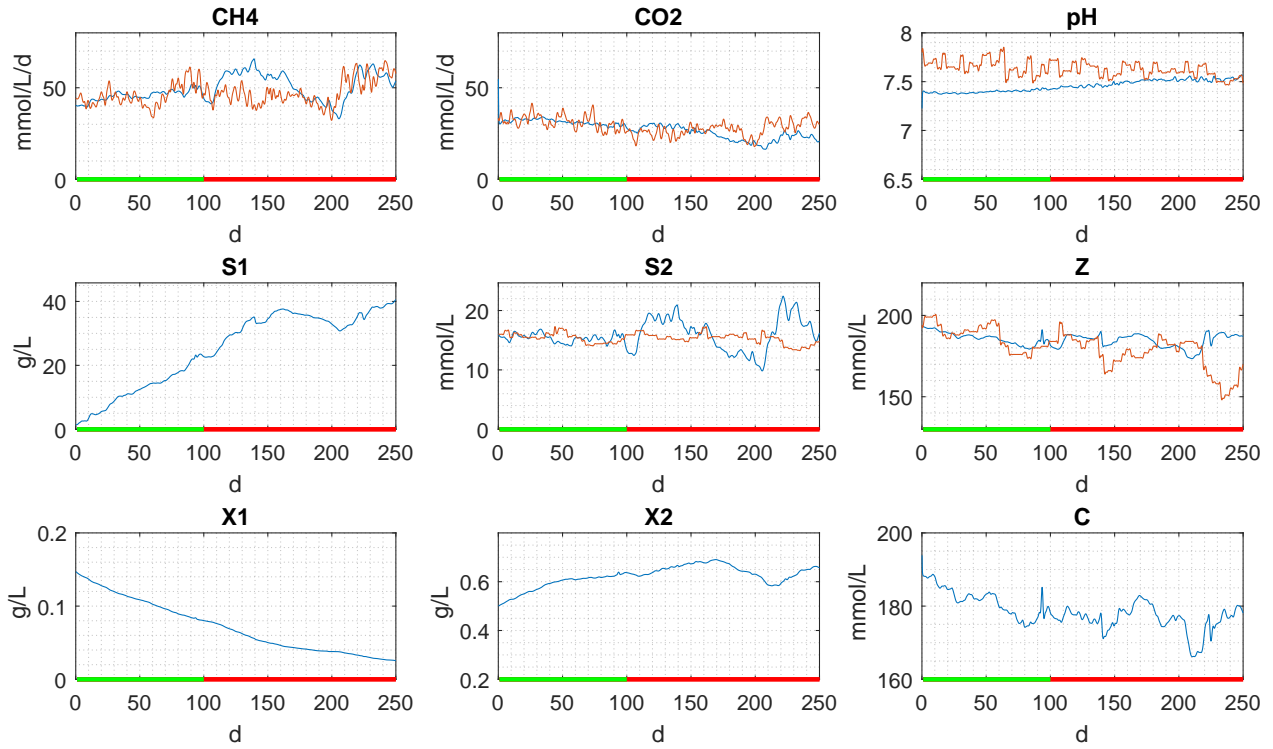 CH4
CO2
pH
mmol/L/d
50
0
0 50 100 150 200 250
d
mmol/L/d
50
0
0 50 100 150 200 250
d
8
7.5
7
6.5
0 50 100 150 200 250
d
S1
S2
Z
g/L
40
20
0
0 50 100 150 200 250
d
mmol/L
20
10
0
0 50 100 150 200 250
d
mmol/L
200
150
0 50 100 150 200 250
d
X1
X2
C
g/L
0.2
0.1
0
0 50 100 150 200 250
d
g/L
0.6
0.4
0.2
0 50 100 150 200 250
d
mmol/L
200
180
160
0 50 100 150 200 250
d